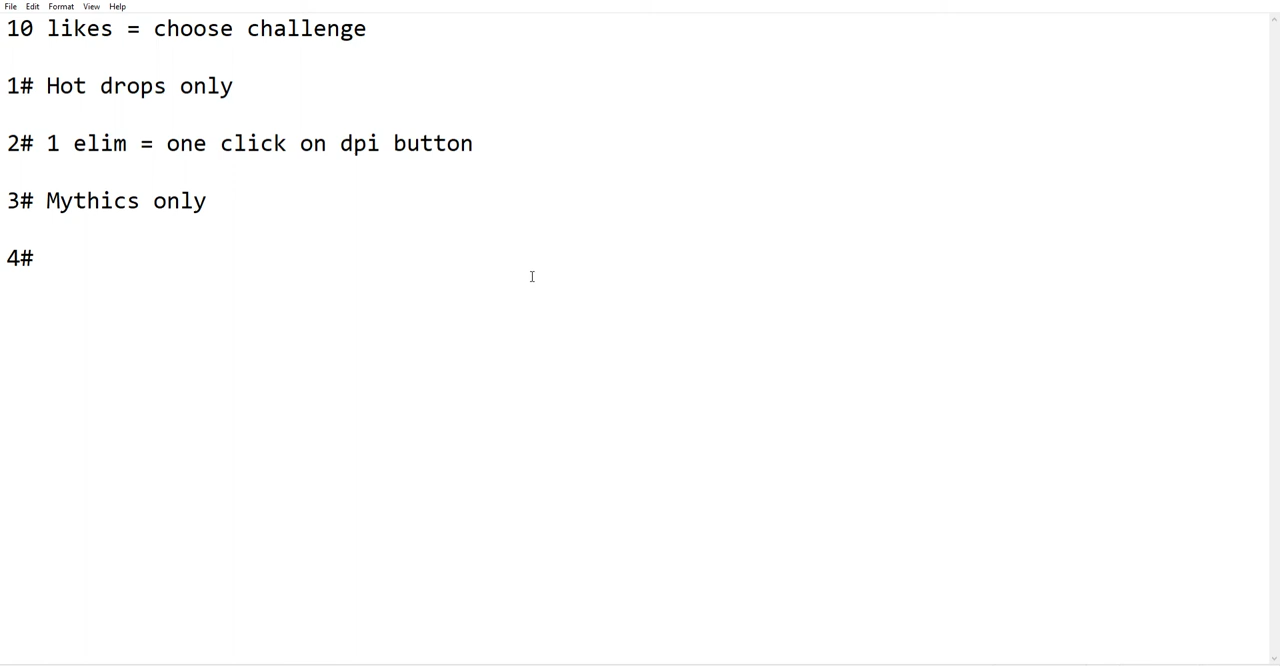 File Edit Format View Help
10 likes = choose challenge
1# Hot drops only
2# 1 elim = one click on dpi button
3# Mythics only
4#